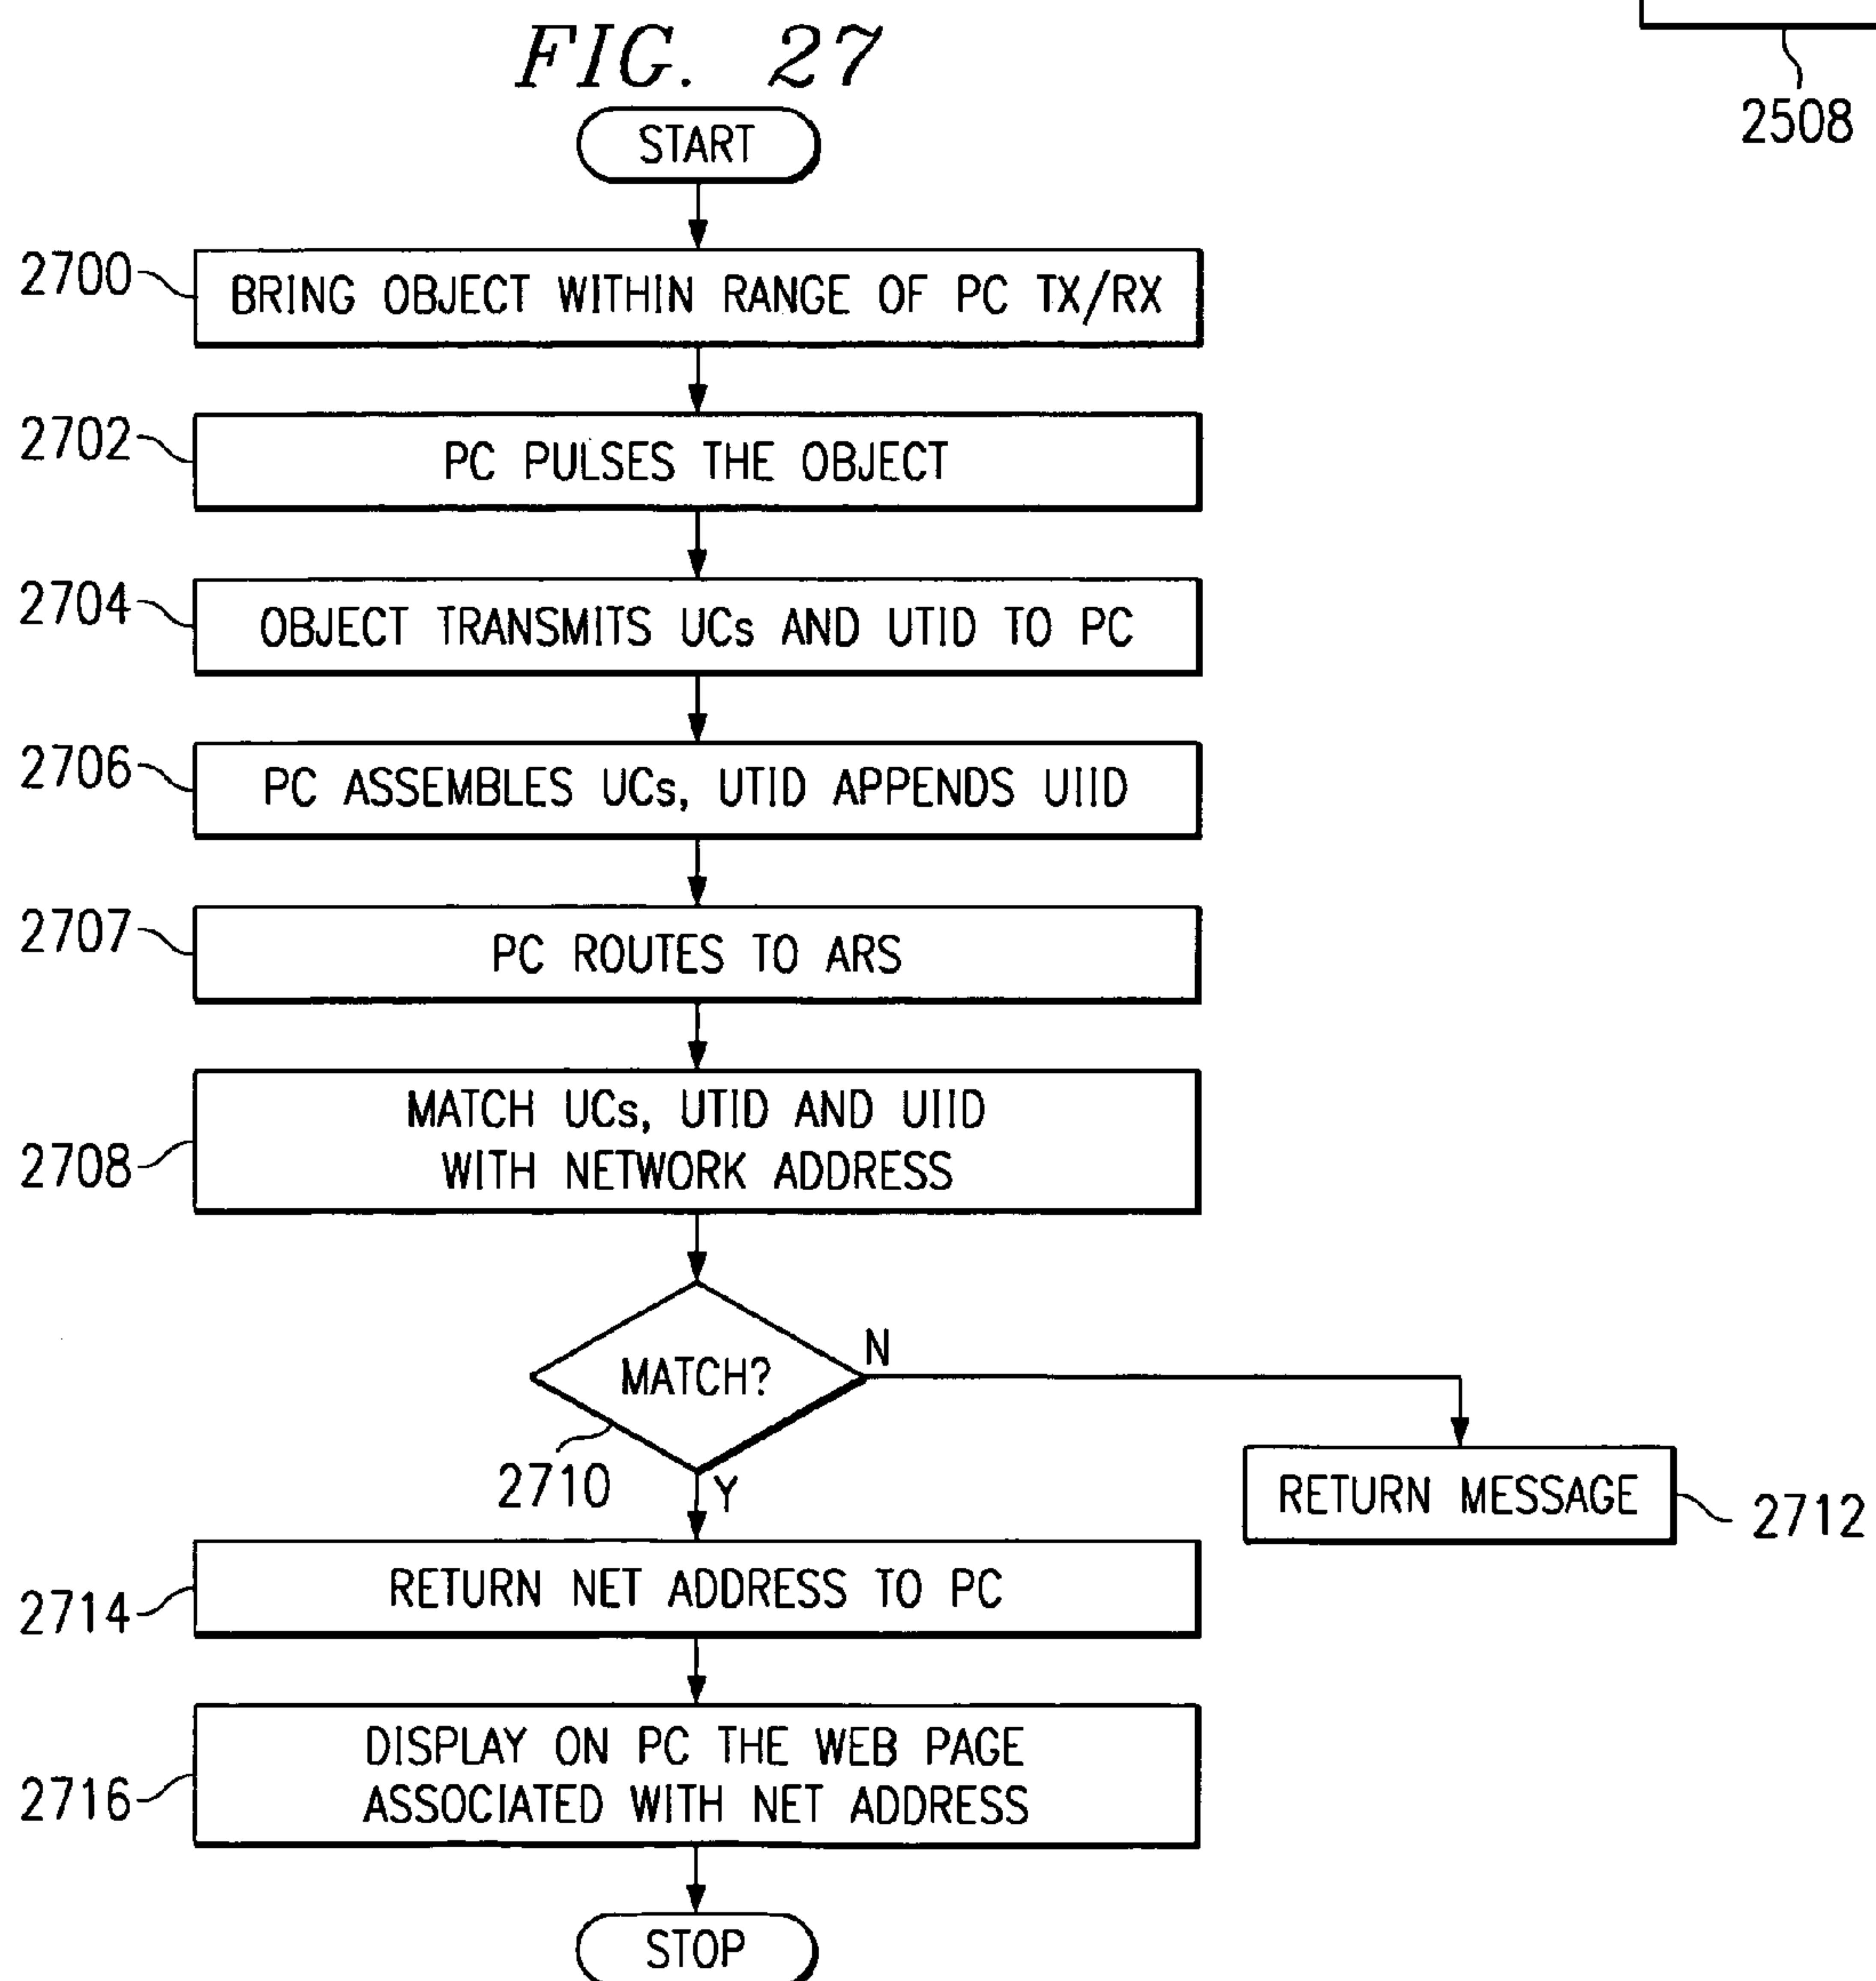 FIG. 27
2508
START
2700
BRING OBJECT WITHIN RANGE OF PC TX/RX
2702
PC PULSES THE OBJECT
2704
OBJECT TRANSMITS UCs AND UTID TO PC
2706
PC ASSEMBLES UCs, UTID APPENDS UIID
2707
PC ROUTES TO ARS
2708
MATCH UCs, UTID AND UIID
WITH NETWORK ADDRESS
MATCH?
N
2710
Y
RETURN MESSAGE
2712
2714
RETURN NET ADDRESS TO PC
2716
DISPLAY ON PC THE WEB PAGE
ASSOCIATED WITH NET ADDRESS
STOP